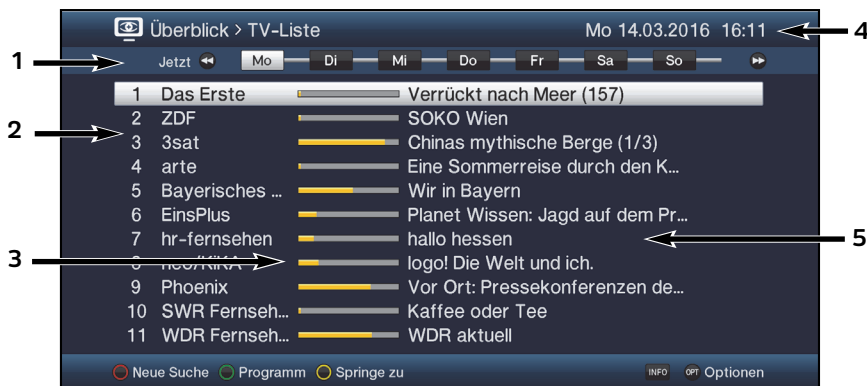 Überblick > TV-Liste Mo 14.03.2016 16:11 4
1 Jetzt Mo Di Mi Do Fr Sa So
1 Das Erste Verrückt nach Meer (157)
2 ZDF SOKO Wien
2
3 3sat Chinas mythische Berge (1/3)
4 arte Eine Sommerreise durch den K...
5 Bayerisches ... Wir in Bayern
6 EinsPlus Planet Wissen: Jagd auf dem Pr...
7 hr-fernsehen hallo hessen 5
3 8 neo/KiKA logo! Die Welt und ich.
9 Phoenix Vor Ort: Pressekonferenzen de...
10 SWR Fernseh... Kaffee oder Tee
11 WDR Fernseh... WDR aktuell
Neue Suche Programm Springe zu INFO OPT Optionen